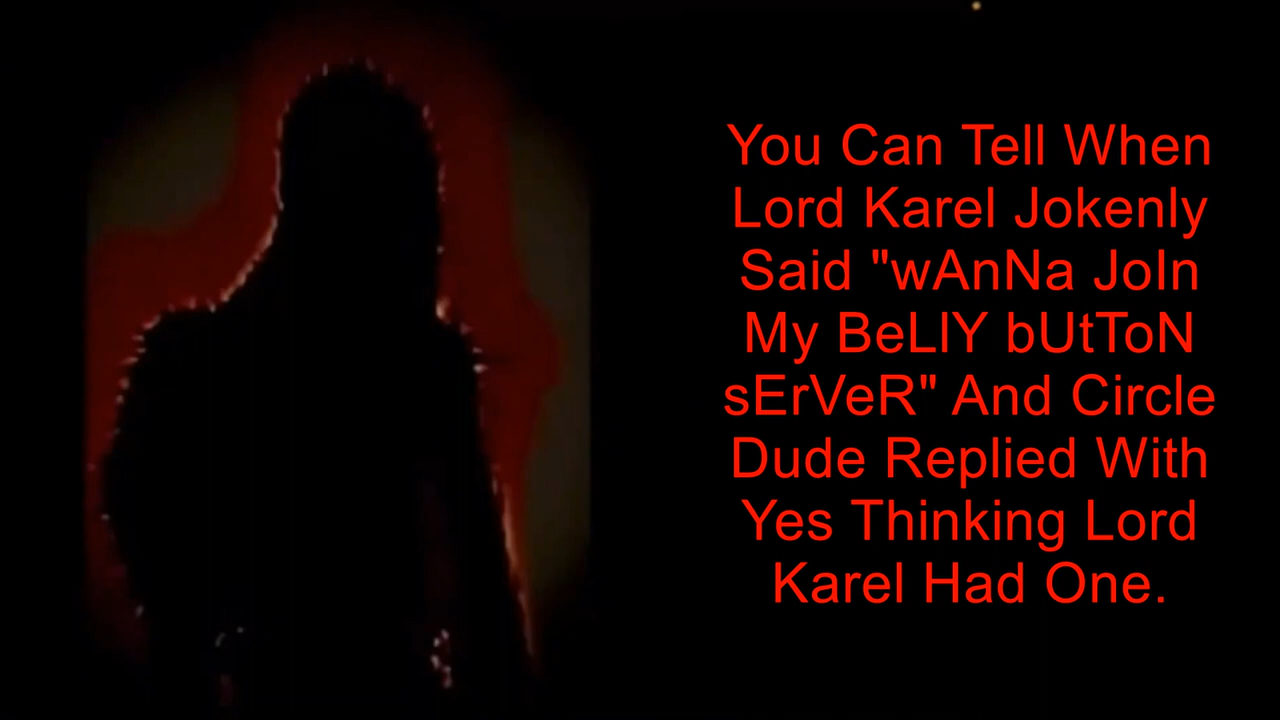 You Can Tell When
Lord Karel Jokenly
Said "wAnNa JoIn
My BeLlY bUtToN
sErVeR" And Circle
Dude Replied With
Yes Thinking Lord
Karel Had One.